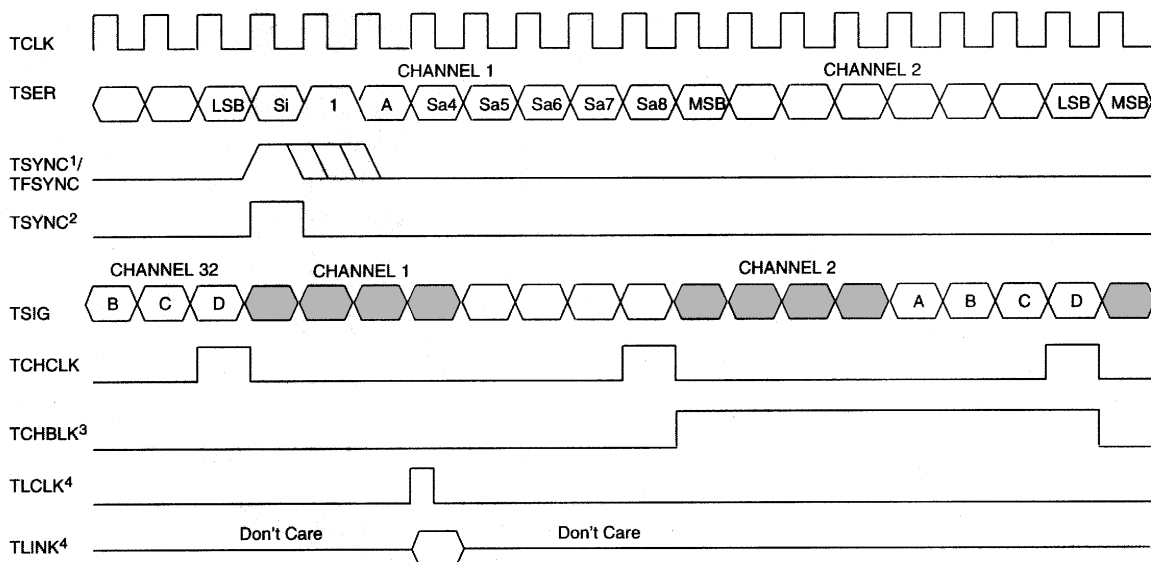 TCLK
CHANNEL 1 CHANNEL 2
TSER LSB Si 1 A Sa4 Sa5 Sa6 Sa7 Sa8 MSB LSB MSB
TSYNC¹/
TFSYNC
TSYNC²
CHANNEL 32 CHANNEL 1 CHANNEL 2
TSIG B C D A B C D
TCHCLK
TCHBLK³
TLCLK⁴
Don't Care Don't Care
TLINK⁴